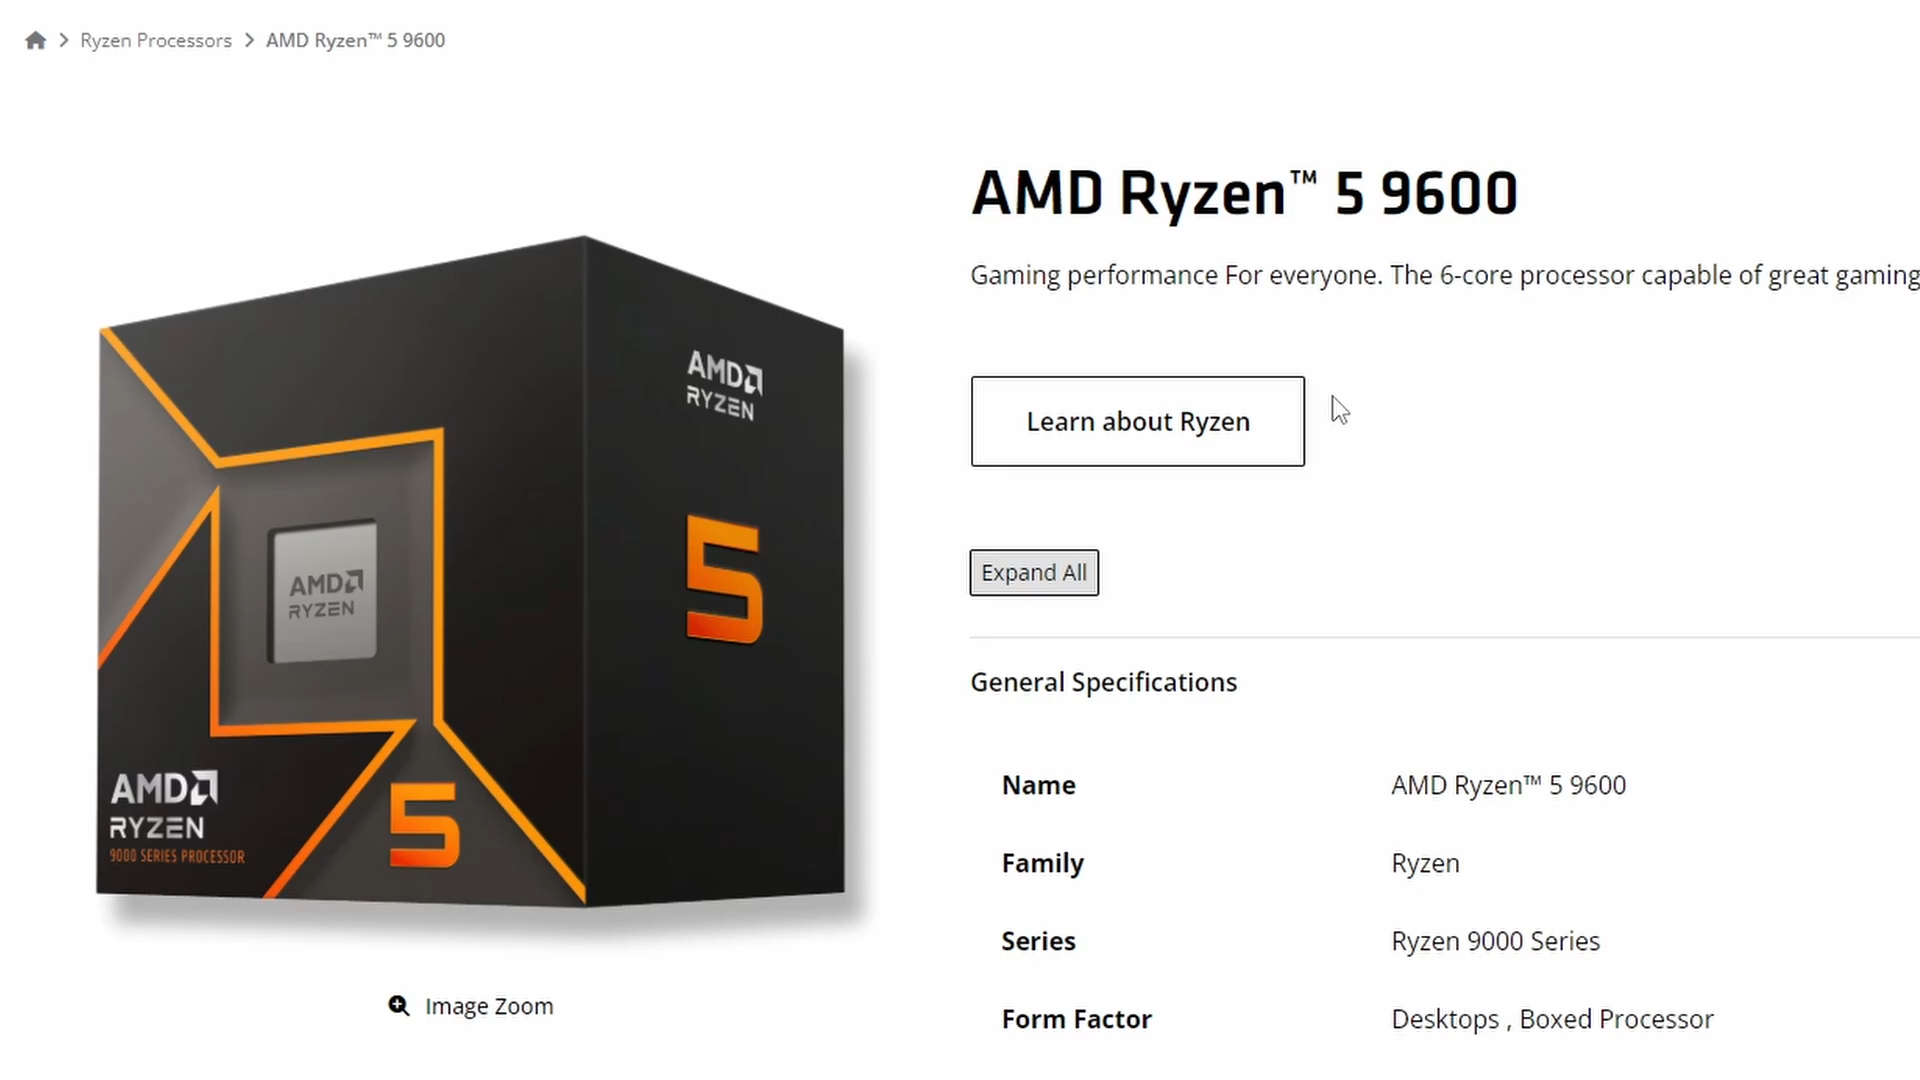 Ryzen Processors AMD Ryzen™ 5 9600
AMD Ryzen™ 5 9600
Gaming performance For everyone. The 6-core processor capable of great gaming
Learn about Ryzen
Expand All
General Specifications
Name AMD Ryzen™ 5 9600
Family Ryzen
Series Ryzen 9000 Series
Form Factor Desktops , Boxed Processor
AMD
RYZEN
5
AMD
RYZEN
AMD
RYZEN
9000 SERIES PROCESSOR
5
Image Zoom